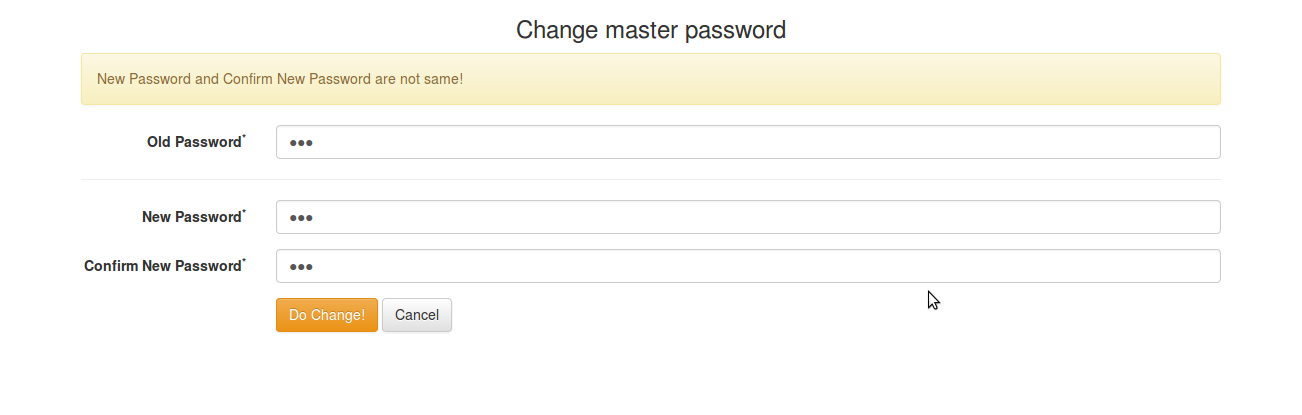 Change master password
New Password and Confirm New Password are not same!
Old Password*
•••
New Password*
•••
Confirm New Password*
•••
Do Change! Cancel